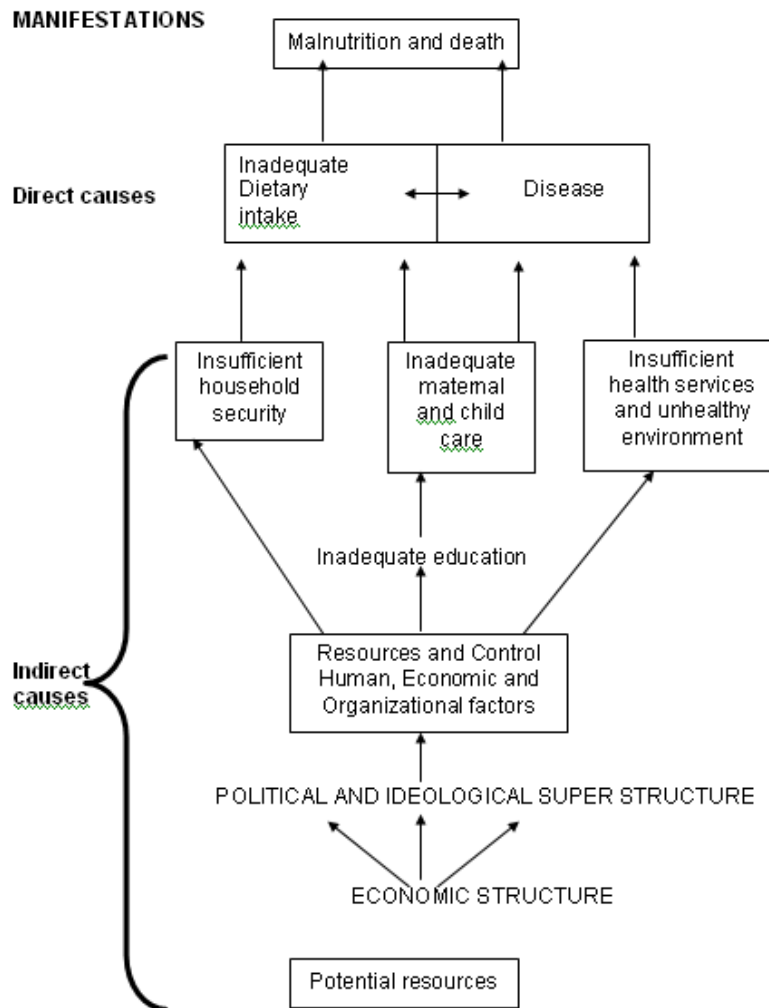 MANIFESTATIONS
Malnutrition and death
Direct causes
Inadequate
Dietary
intake
Disease
Insufficient
household
security
Inadequate
maternal
and child
care
Insufficient
health services
and unhealthy
environment
Inadequate education
Indirect
causes
Resources and Control
Human, Economic and
Organizational factors
POLITICAL AND IDEOLOGICAL SUPER STRUCTURE
ECONOMIC STRUCTURE
Potential resources